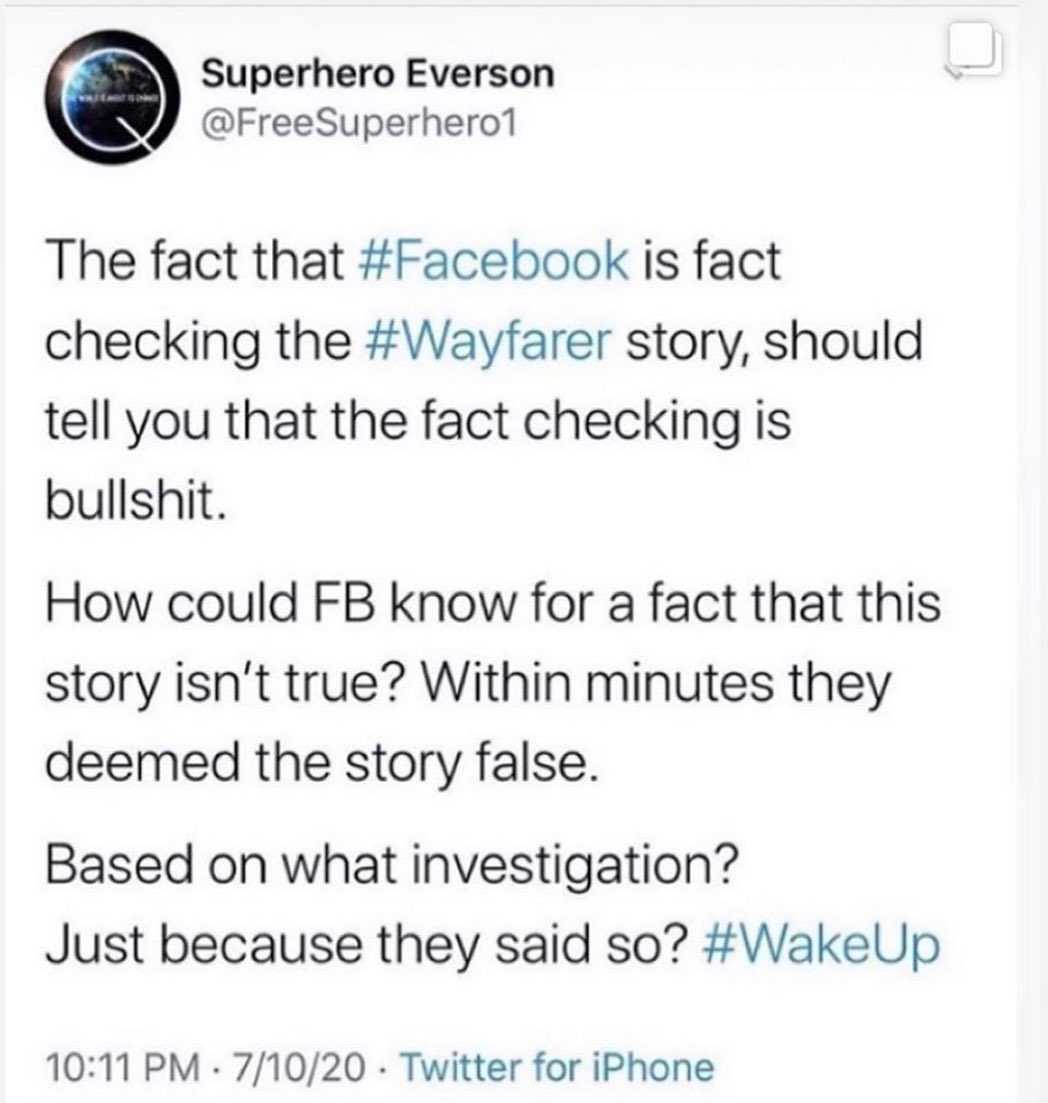 Superhero Everson
@FreeSuperhero1
The fact that #Facebook is fact
checking the #Wayfarer story, should
tell you that the fact checking is
bullshit.
How could FB know for a fact that this
story isn't true? Within minutes they
deemed the story false.
Based on what investigation?
Just because they said so? #WakeUp
10:11 PM · 7/10/20 · Twitter for iPhone